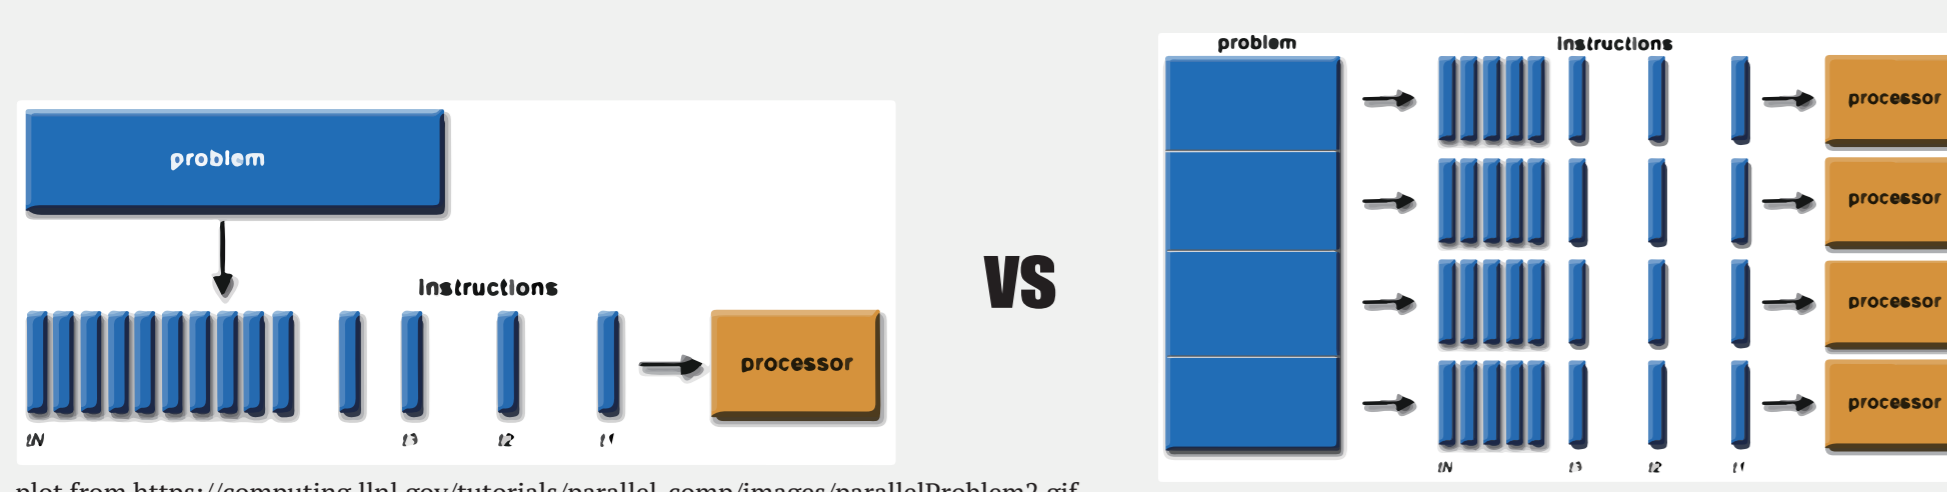 problem
instructions
processor
tN
t3
t2
t1
vs
problem
instructions
processor
processor
processor
processor
tN
t3
t2
t1
plot from https://computing.llnl.gov/tutorials/parallel_comp/images/parallelProblem2.gif